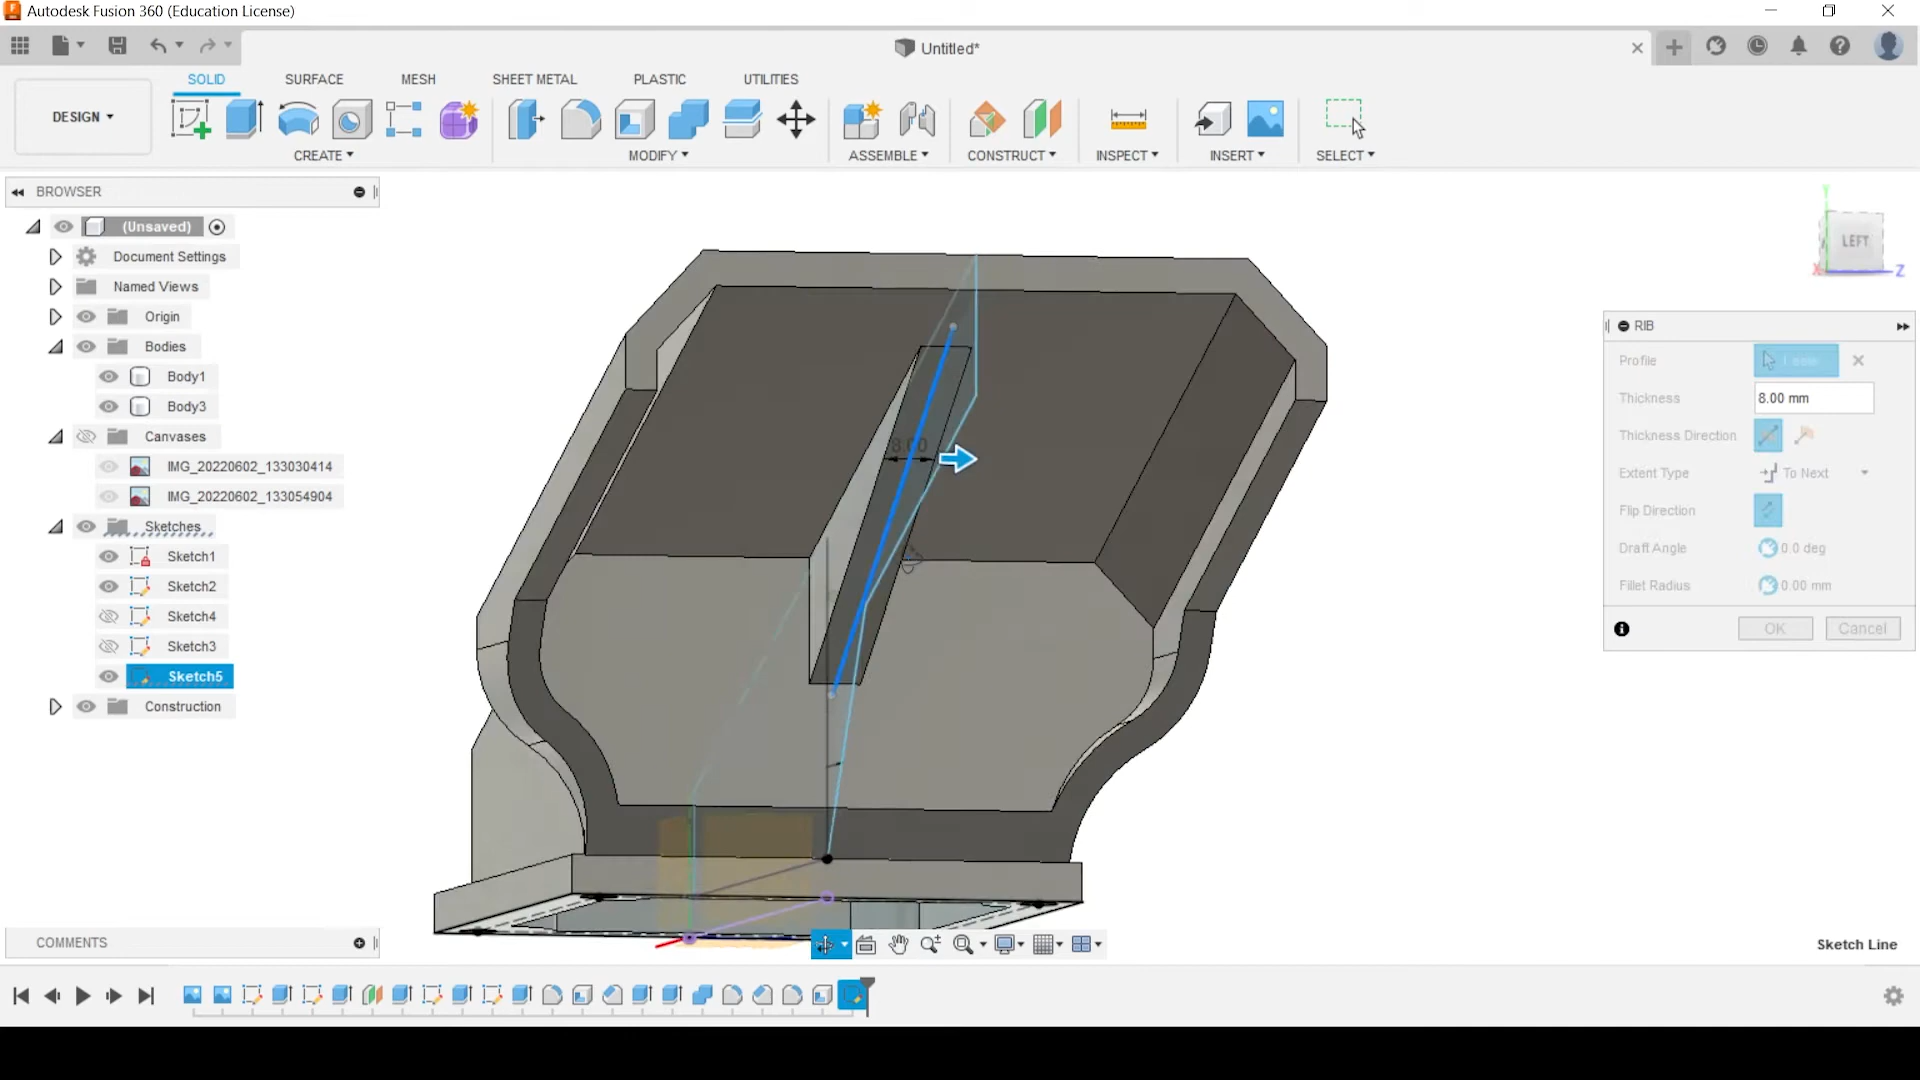 Autodesk Fusion 360 (Education License)
Untitled*
DESIGN
SOLID
SURFACE
MESH
SHEET METAL
PLASTIC
UTILITIES
CREATE
MODIFY
ASSEMBLE
CONSTRUCT
INSPECT
INSERT
SELECT
BROWSER
(Unsaved)
Document Settings
Named Views
Origin
Bodies
Body1
Body3
Canvases
IMG_20220602_133030414
IMG_20220602_133054904
Sketches
Sketch1
Sketch2
Sketch4
Sketch3
Sketch5
Construction
COMMENTS
8.00
Y
LEFT
X
Z
RIB
Profile
Thickness
8.00 mm
Thickness Direction
Extent Type
To Next
Flip Direction
Draft Angle
0.0 deg
Fillet Radius
0.00 mm
OK
Cancel
Sketch Line